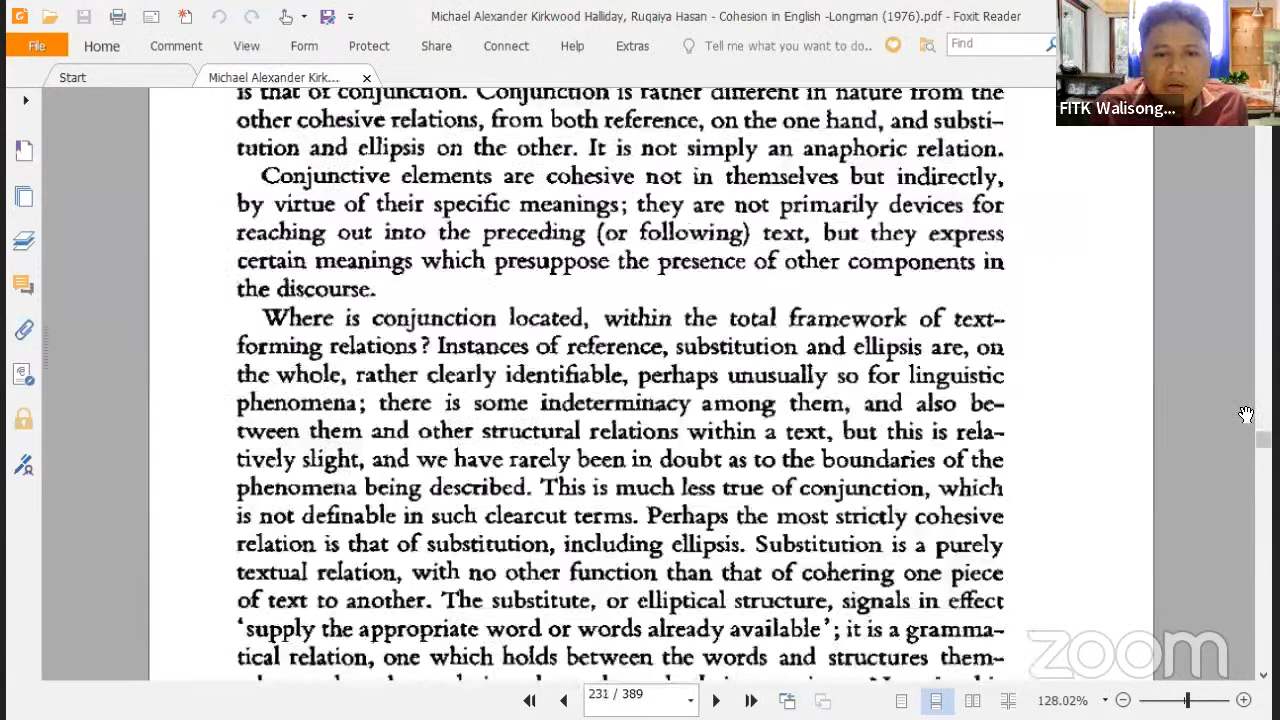 Michael Alexander Kirkwood Halliday, Ruqaiya Hasan - Cohesion in English -Longman (1976).pdf - Foxit Reader
File Home Comment View Form Protect Share Connect Help Extras Tell me what you want to do.. Find
Start Michael Alexander Kirk...
FITK Walisong...
is that of conjunction. Conjunction is rather different in nature from the
other cohesive relations, from both reference, on the one hand, and substi-
tution and ellipsis on the other. It is not simply an anaphoric relation.
Conjunctive elements are cohesive not in themselves but indirectly,
by virtue of their specific meanings; they are not primarily devices for
reaching out into the preceding (or following) text, but they express
certain meanings which presuppose the presence of other components in
the discourse.
Where is conjunction located, within the total framework of text-
forming relations? Instances of reference, substitution and ellipsis are, on
the whole, rather clearly identifiable, perhaps unusually so for linguistic
phenomena; there is some indeterminacy among them, and also be-
tween them and other structural relations within a text, but this is rela-
tively slight, and we have rarely been in doubt as to the boundaries of the
phenomena being described. This is much less true of conjunction, which
is not definable in such clearcut terms. Perhaps the most strictly cohesive
relation is that of substitution, including ellipsis. Substitution is a purely
textual relation, with no other function than that of cohering one piece
of text to another. The substitute, or elliptical structure, signals in effect
'supply the appropriate word or words already available'; it is a gramma-
tical relation, one which holds between the words and structures them-
zoom
231 / 389
128.02%